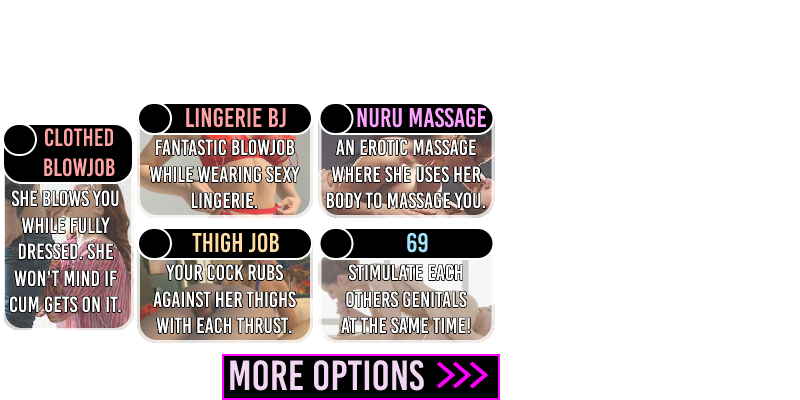 CLOTHED
BLOWJOB
SHE BLOWS YOU
WHILE FULLY
DRESSED. SHE
WON'T MIND IF
CUM GETS ON IT.
LINGERIE BJ
FANTASTIC BLOWJOB
WHILE WEARING SEXY
LINGERIE.
NURU MASSAGE
AN EROTIC MASSAGE
WHERE SHE USES HER
BODY TO MASSAGE YOU.
THIGH JOB
YOUR COCK RUBS
AGAINST HER THIGHS
WITH EACH THRUST.
69
STIMULATE EACH
OTHERS GENITALS
AT THE SAME TIME!
MORE OPTIONS >>>